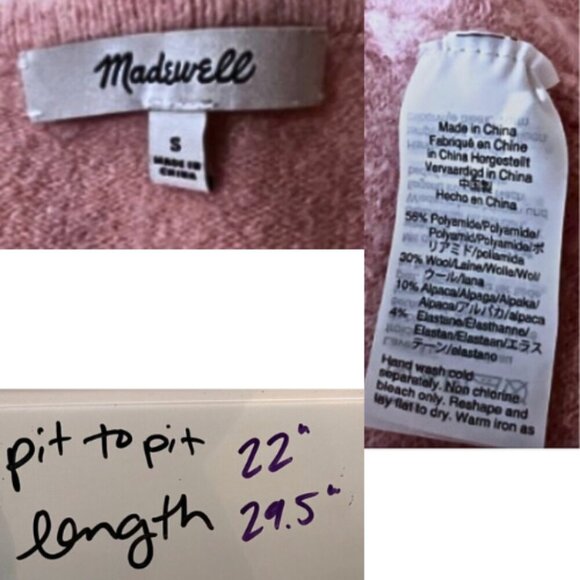 Madewell
S
MADE IN
CHINA
Made in China
Fabriqué en Chine
in China Hergestellt
Vervaardigd in China
中国製
Hecho en China
56% Polyamide/Polyamide/
Polyamid/Polyamide/ポ
リアミド/poliamida
30% Wool/Laine/Wolle/Wol/
ウール/lana
10% Alpaca/Alpaga/Alpaka/
Alpaca/アルパカ/alpaca
4% Elastane/Elasthanne/
Elastan/Elastaan/エラス
テーン/elastano
Hand wash cold
separately. Non chlorine
bleach only. Reshape and
lay flat to dry. Warm iron as
pit to pit 22"
length 29.5"